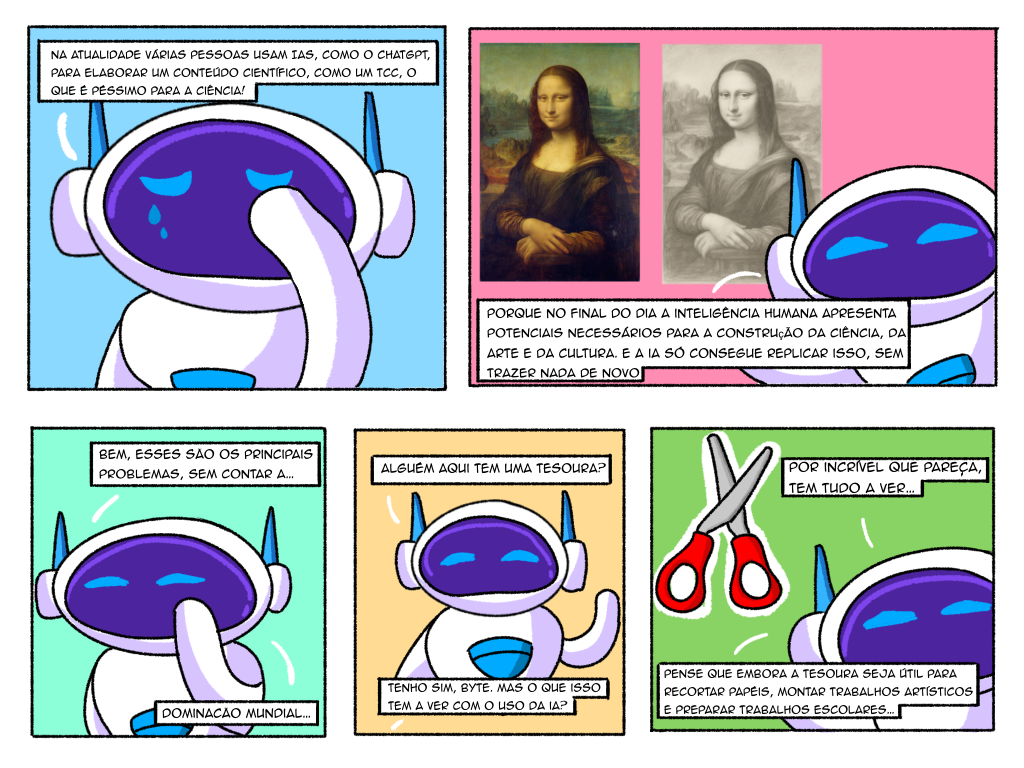 NA ATUALIDADE VÁRIAS PESSOAS USAM IAS, COMO O CHATGPT,
PARA ELABORAR UM CONTEÚDO CIENTÍFICO, COMO UM TCC, O
QUE É PÉSSIMO PARA A CIÊNCIA!
PORQUE NO FINAL DO DIA A INTELIGÊNCIA HUMANA APRESENTA
POTENCIAIS NECESSÁRIOS PARA A CONSTRUÇÃO DA CIÊNCIA, DA
ARTE E DA CULTURA. E A IA SÓ CONSEGUE REPLICAR ISSO, SEM
TRAZER NADA DE NOVO
BEM, ESSES SÃO OS PRINCIPAIS
PROBLEMAS, SEM CONTAR A...
DOMINACÃO MUNDIAL...
ALGUÉM AQUI TEM UMA TESOURA?
TENHO SIM, BYTE. MAS O QUE ISSO
TEM A VER COM O USO DA IA?
POR INCRÍVEL QUE PAREÇA,
TEM TUDO A VER...
PENSE QUE EMBORA A TESOURA SEJA ÚTIL PARA
RECORTAR PAPÉIS, MONTAR TRABALHOS ARTÍSTICOS
E PREPARAR TRABALHOS ESCOLARES...